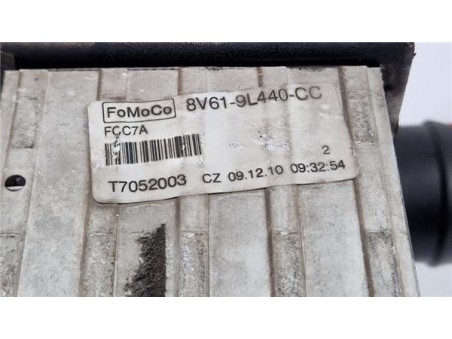 FoMoCo 8V61-9L440-CC
FCC7A
2
T7052003 CZ 09.12.10 09:32:54